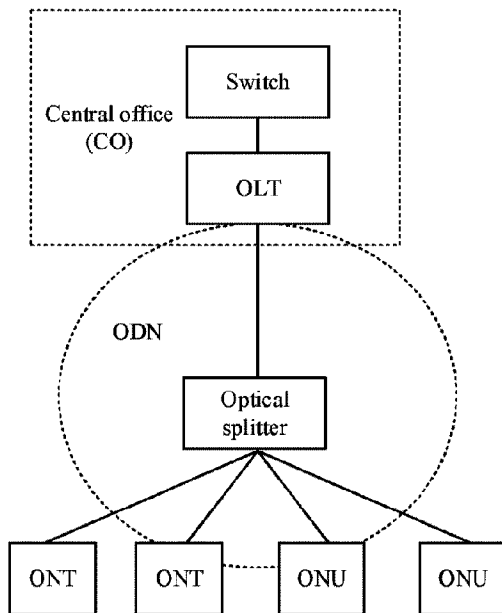 Switch
Central office
(CO)
OLT
ODN
Optical
splitter
ONT
ONT
ONU
ONU